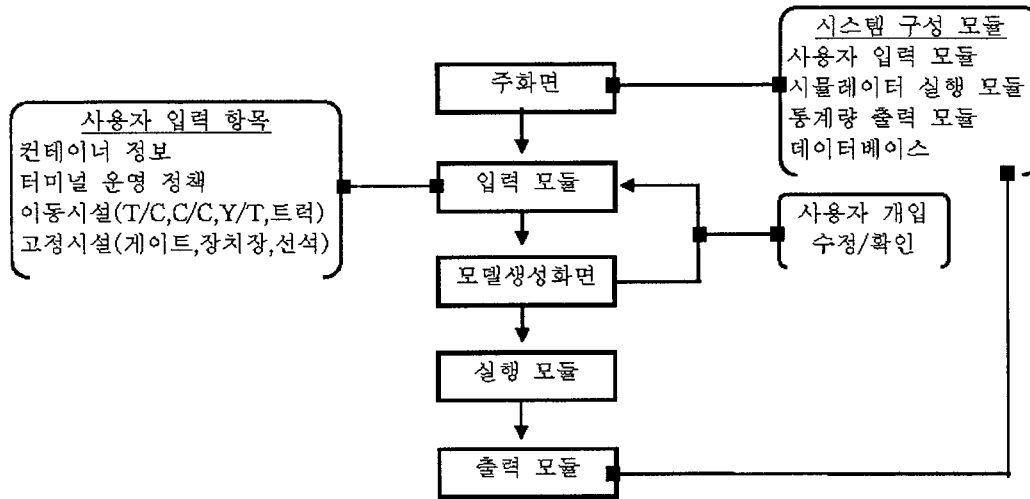 시스템 구성 모듈
사용자 입력 모듈
시뮬레이터 실행 모듈
통계량 출력 모듈
데이터베이스
주화면
사용자 입력 항목
컨테이너 정보
터미널 운영 정책
이동시설(T/C,C/C,Y/T,트럭)
고정시설(게이트,장치장,선석)
입력 모듈
사용자 개입
수정/확인
모델생성화면
실행 모듈
출력 모듈